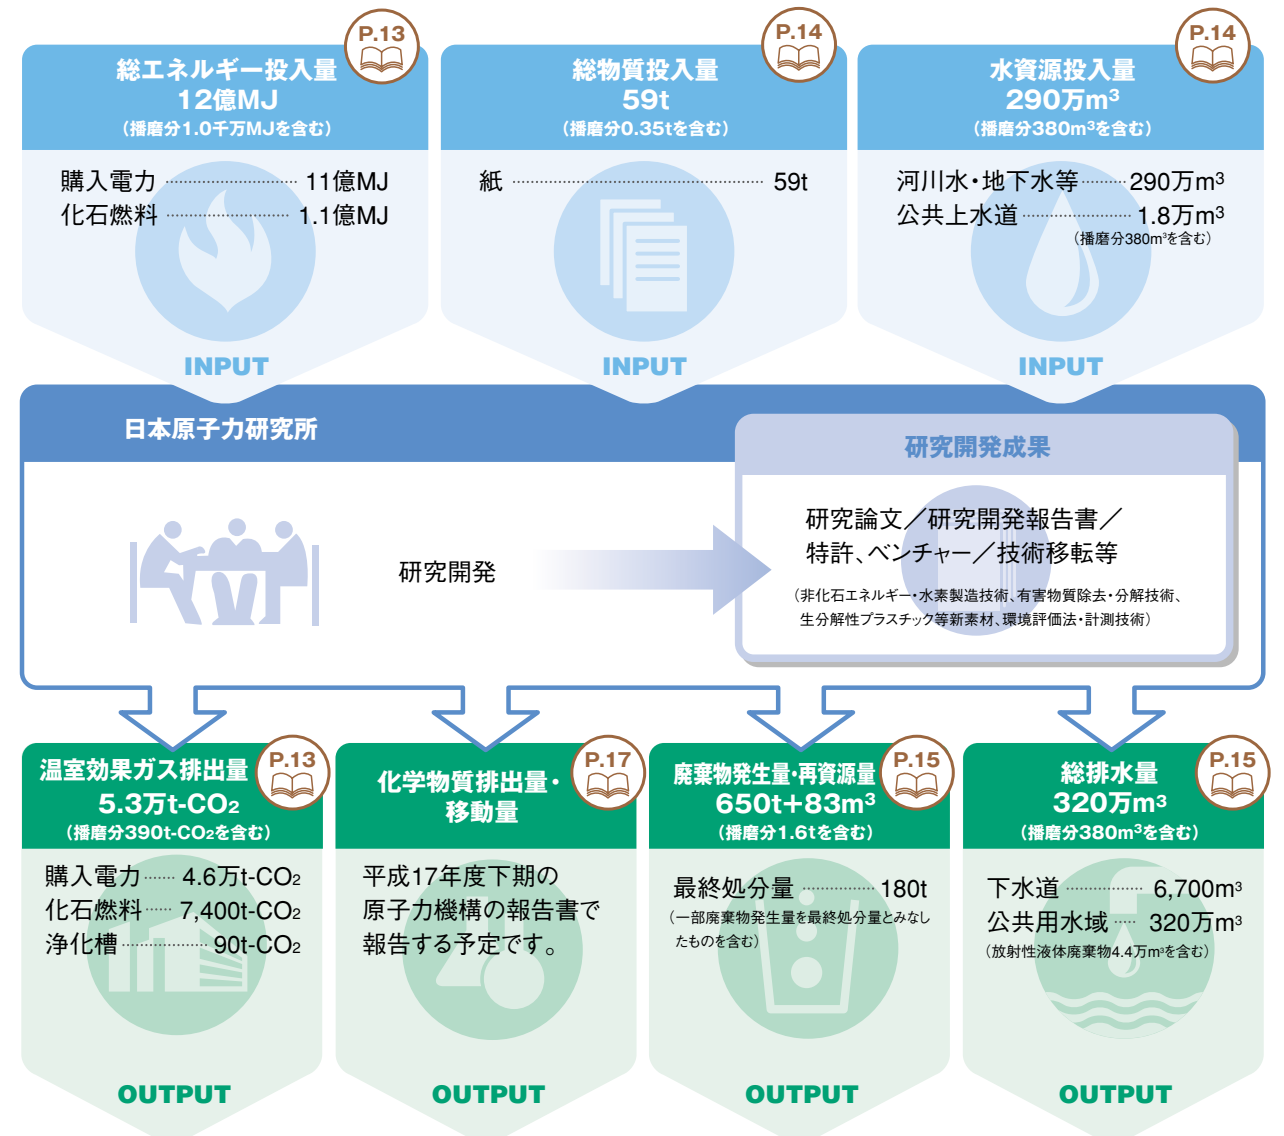 P.13
総エネルギー投入量
12億MJ
(播磨分1.0千万MJを含む)
購入電力 ………… 11億MJ
化石燃料 ………… 1.1億MJ
INPUT
P.14
総物質投入量
59t
(播磨分0.35tを含む)
紙 ………… 59t
INPUT
P.14
水資源投入量
290万m³
(播磨分380m³を含む)
河川水・地下水等 …… 290万m³
公共上水道 ………… 1.8万m³
(播磨分380m³を含む)
INPUT
日本原子力研究所
研究開発
研究開発成果
研究論文／研究開発報告書／
特許、ベンチャー／技術移転等
(非化石エネルギー・水素製造技術、有害物質除去・分解技術、
生分解性プラスチック等新素材、環境評価法・計測技術)
P.13
温室効果ガス排出量
5.3万t-CO₂
(播磨分390t-CO₂を含む)
購入電力 …… 4.6万t-CO₂
化石燃料 …… 7,400t-CO₂
浄化槽 ………… 90t-CO₂
OUTPUT
P.17
化学物質排出量・
移動量
平成17年度下期の
原子力機構の報告書で
報告する予定です。
OUTPUT
P.15
廃棄物発生量・再資源量
650t+83m³
(播磨分1.6tを含む)
最終処分量 ………… 180t
(一部廃棄物発生量を最終処分量とみなし
たものを含む)
OUTPUT
P.15
総排水量
320万m³
(播磨分380m³を含む)
下水道 ………… 6,700m³
公共用水域 …… 320万m³
(放射性液体廃棄物4.4万m³を含む)
OUTPUT